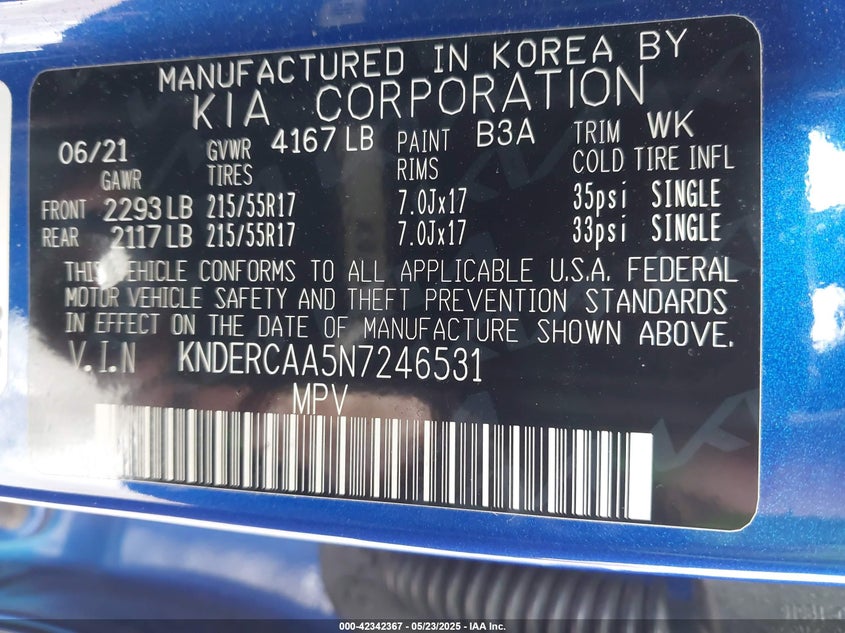 MANUFACTURED IN KOREA BY
KIA CORPORATION
06/21 GVWR 4167 LB PAINT B3A TRIM WK
GAWR TIRES RIMS COLD TIRE INFL
FRONT 2293 LB 215/55R17 7.0Jx17 35psi SINGLE
REAR 2117 LB 215/55R17 7.0Jx17 33psi SINGLE
THIS VEHICLE CONFORMS TO ALL APPLICABLE U.S.A. FEDERAL
MOTOR VEHICLE SAFETY AND THEFT PREVENTION STANDARDS
IN EFFECT ON THE DATE OF MANUFACTURE SHOWN ABOVE.
V.I.N KNDERCAA5N7246531
MPV
000-42342367 - 05/23/2025 - IAA Inc.